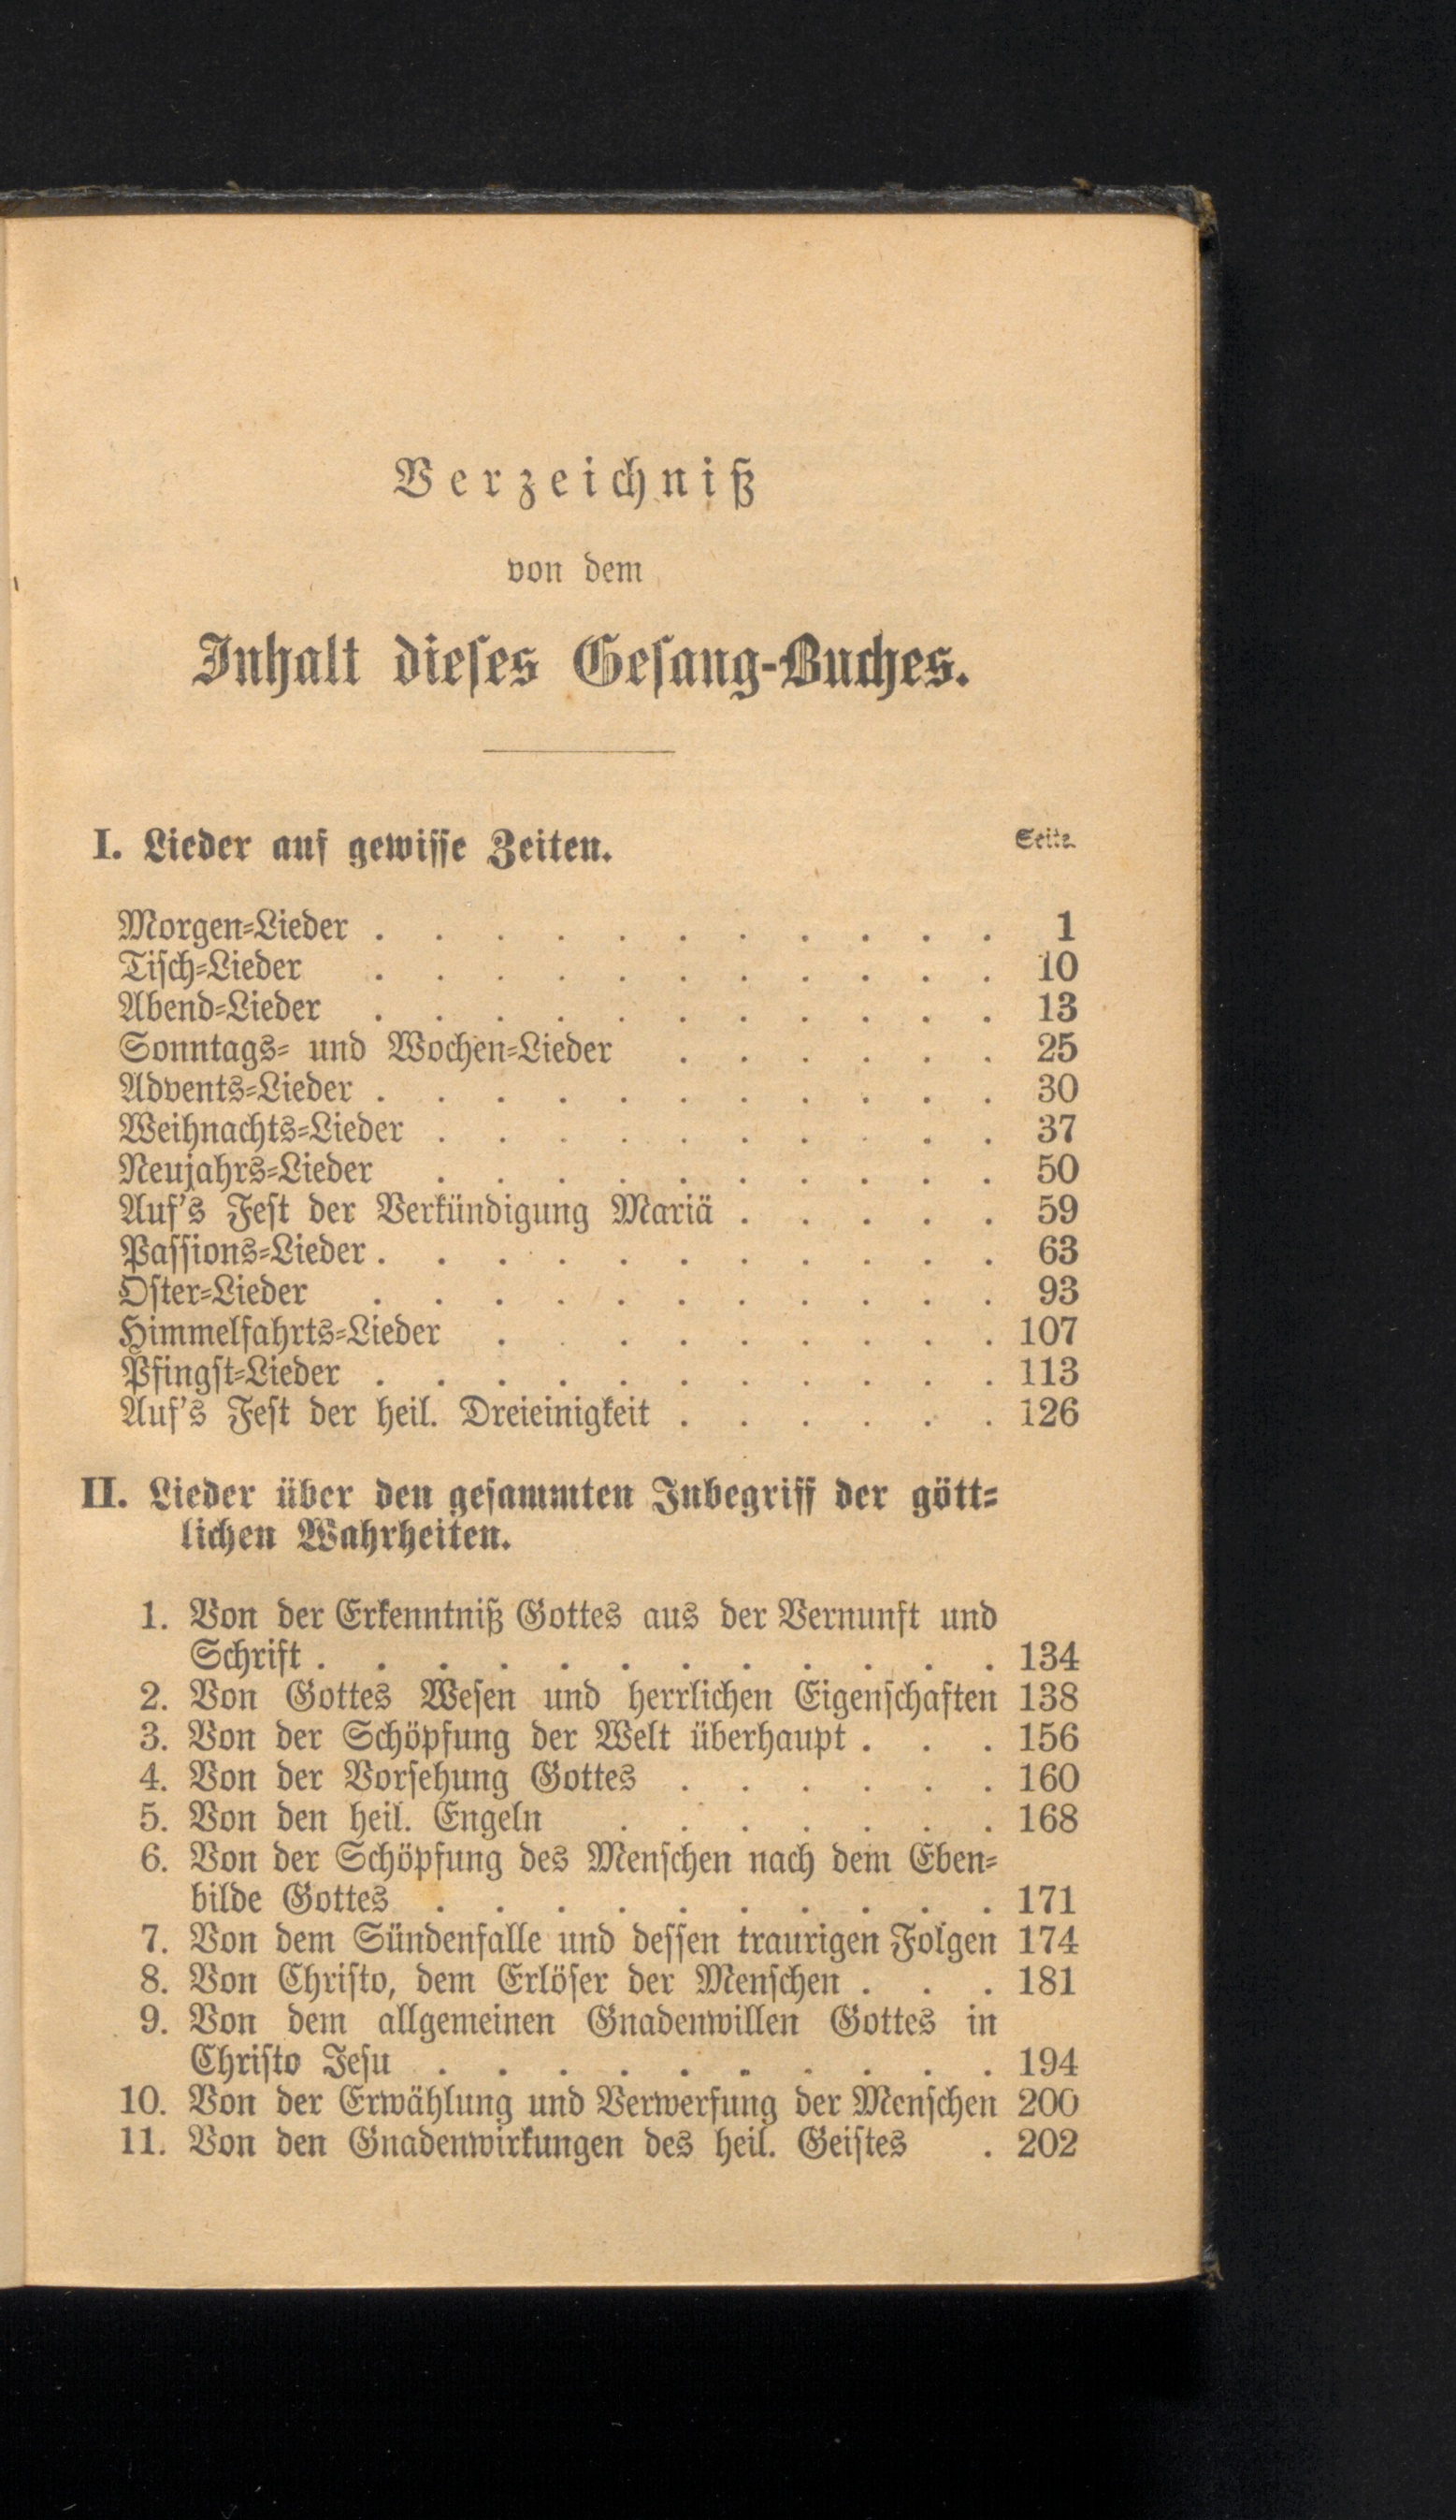 Verzeichniß
von dem
Inhalt dieses Gesang-Buches.
I. Lieder auf gewisse Zeiten. Seite.
Morgen-Lieder . . . . . . . . . . . 1
Tisch-Lieder . . . . . . . . . . . 10
Abend-Lieder . . . . . . . . . . . 13
Sonntags- und Wochen-Lieder . . . . . . 25
Advents-Lieder . . . . . . . . . . . 30
Weihnachts-Lieder . . . . . . . . . . 37
Neujahrs-Lieder . . . . . . . . . . 50
Auf's Fest der Verkündigung Mariä . . . . . 59
Passions-Lieder . . . . . . . . . . . 63
Oster-Lieder . . . . . . . . . . . 93
Himmelfahrts-Lieder . . . . . . . . . 107
Pfingst-Lieder . . . . . . . . . . . 113
Auf's Fest der heil. Dreieinigkeit . . . . . . 126
II. Lieder über den gesammten Inbegriff der gött-
lichen Wahrheiten.
1. Von der Erkenntniß Gottes aus der Vernunft und
Schrift . . . . . . . . . . . . 134
2. Von Gottes Wesen und herrlichen Eigenschaften 138
3. Von der Schöpfung der Welt überhaupt . . . 156
4. Von der Vorsehung Gottes . . . . . . 160
5. Von den heil. Engeln . . . . . . . 168
6. Von der Schöpfung des Menschen nach dem Eben-
bilde Gottes . . . . . . . . . . 171
7. Von dem Sündenfalle und dessen traurigen Folgen 174
8. Von Christo, dem Erlöser der Menschen . . . 181
9. Von dem allgemeinen Gnadenwillen Gottes in
Christo Jesu . . . . . . . . . . 194
10. Von der Erwählung und Verwerfung der Menschen 200
11. Von den Gnadenwirkungen des heil. Geistes . 202